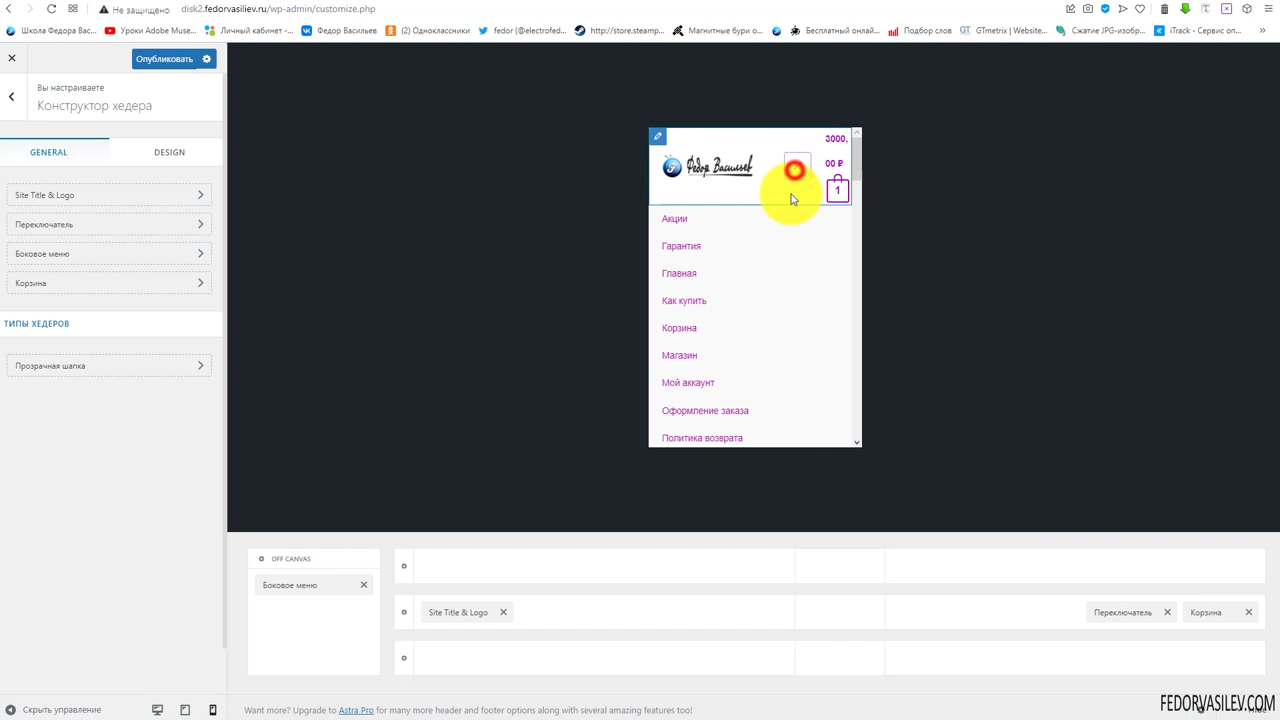 Не защищено
disk2.fedorvasiliev.ru/wp-admin/customize.php
Школа Федора Вась...
Уроки Adobe Muse...
Личный кабинет -...
Федор Васильев
(2) Одноклассники
fedor (@electrofed...
http://store.steamp...
Магнитные бури о...
Бесплатный онлай...
Подбор слов
GTmetrix | Website...
Сжатие JPG-изобр...
iTrack - Сервис оп...
Опубликовать
Вы настраиваете
Конструктор хедера
GENERAL
DESIGN
Site Title & Logo
Переключатель
Боковое меню
Корзина
ТИПЫ ХЕДЕРОВ
Прозрачная шапка
Скрыть управление
3000,
00 ₽
1
Федор Васильев
Акции
Гарантия
Главная
Как купить
Корзина
Магазин
Мой аккаунт
Оформление заказа
Политика возврата
OFF CANVAS
Боковое меню
Site Title & Logo
Переключатель
Корзина
Want more? Upgrade to Astra Pro for many more header and footer options along with several amazing features too!
FEDORVASILEV.COM